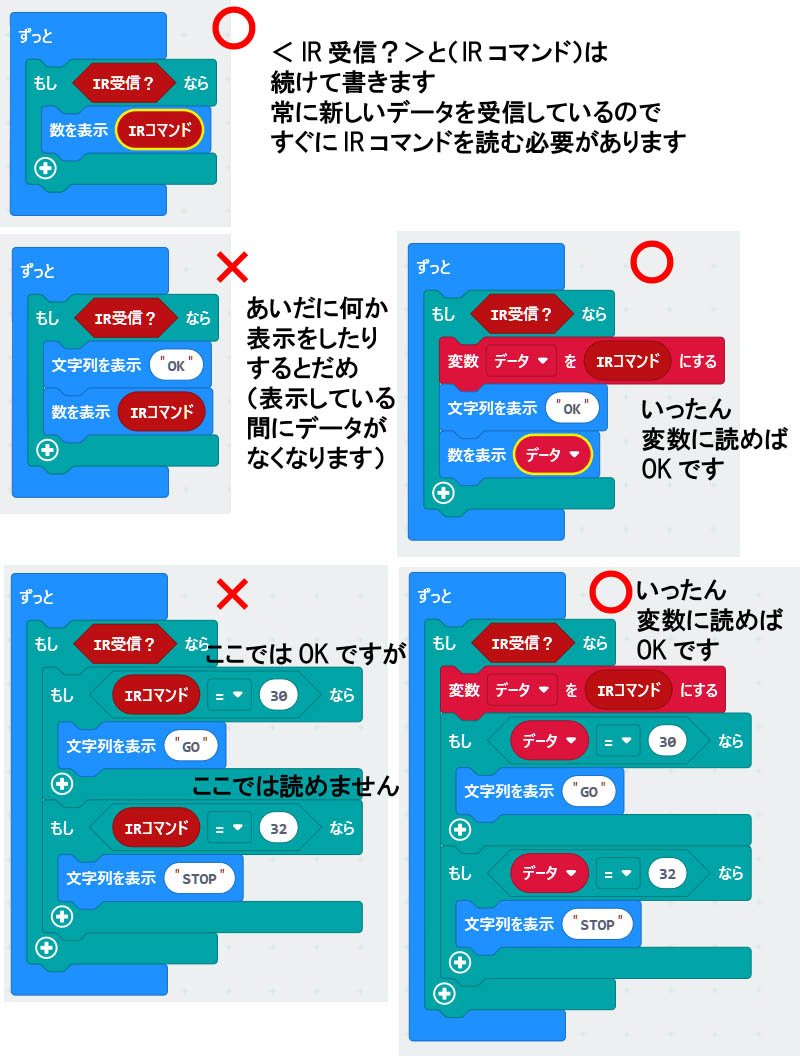 ずっと
もし IR受信？ なら
数を表示 IRコマンド
＜IR受信？＞と（IRコマンド）は
続けて書きます
常に新しいデータを受信しているので
すぐにIRコマンドを読む必要があります
ずっと
もし IR受信？ なら
文字列を表示 "OK"
数を表示 IRコマンド
あいだに何か
表示をしたり
するとだめ
（表示している
間にデータが
なくなります）
ずっと
もし IR受信？ なら
変数 データ を IRコマンド にする
文字列を表示 "OK"
数を表示 データ
いったん
変数に読めば
OKです
ずっと
もし IR受信？ なら
ここではOKですが
もし IRコマンド = 30 なら
文字列を表示 "GO"
ここでは読めません
もし IRコマンド = 32 なら
文字列を表示 "STOP"
ずっと
いったん
変数に読めば
OKです
もし IR受信？ なら
変数 データ を IRコマンド にする
もし データ = 30 なら
文字列を表示 "GO"
もし データ = 32 なら
文字列を表示 "STOP"